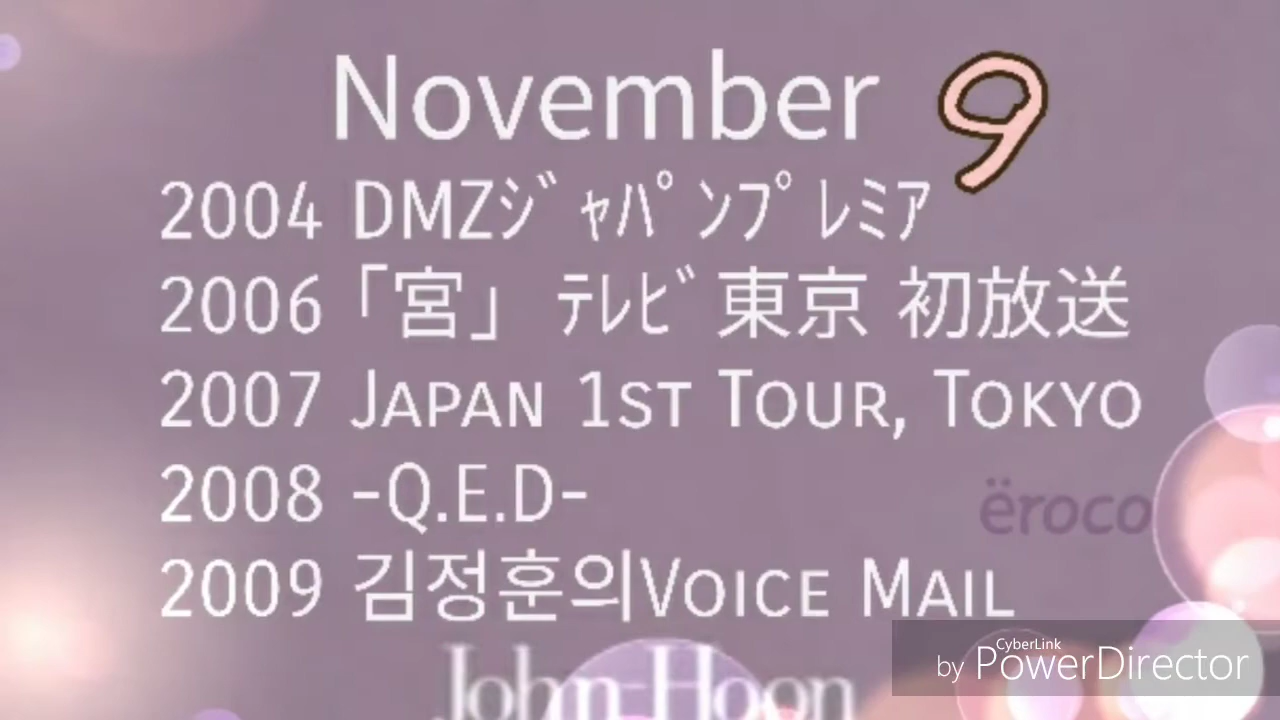 November 9
2004 DMZｼﾞｬﾊﾟﾝﾌﾟﾚﾐｱ
2006「宮」 ﾃﾚﾋﾞ東京 初放送
2007 JAPAN 1ST TOUR, TOKYO
2008 -Q.E.D-
ëroco
2009 김정훈의VOICE MAIL
John-Hoon
CyberLink
by PowerDirector